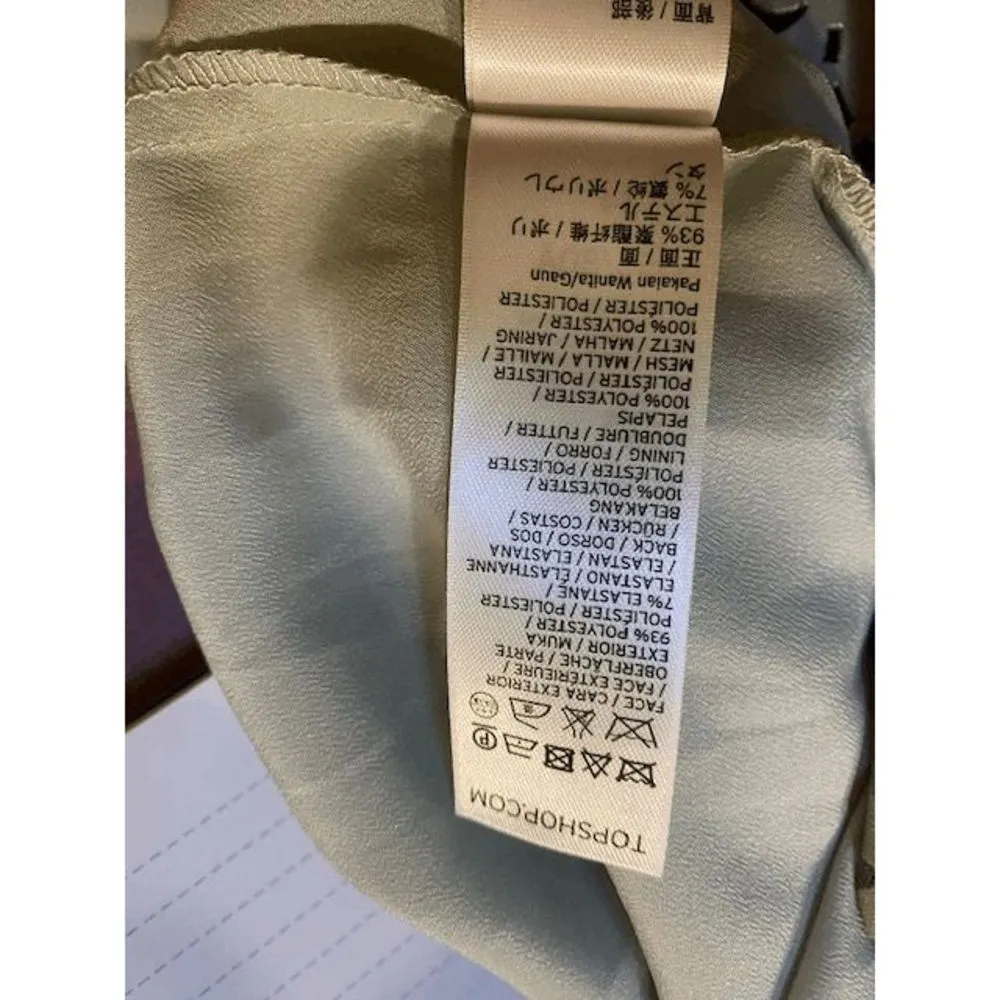 TOPSHOP.COM
FACE / CARA EXTERIOR
/ FACE EXTÉRIEURE /
OBERFLÄCHE / PARTE
EXTERIOR / MUKA
93% POLYESTER /
POLIÉSTER / POLIÉSTER
7% ELASTANE /
ELASTANO / ÉLASTHANNE
/ ELASTAN / ELASTANA
BACK / DORSO / DOS
/ RÜCKEN / COSTAS /
BELAKANG
100% POLYESTER /
POLIÉSTER / POLIESTER
LINING / FORRO /
DOUBLURE / FUTTER /
PELAPIS
100% POLYESTER /
POLIÉSTER / POLIESTER
MESH / MALLA / MAILLE /
NETZ / MALHA / JARING
100% POLYESTER /
POLIÉSTER / POLIESTER
Pakaian Wanita/Gaun
正面 / 面
93% 聚酯纤维 / ポリ
エステル
7% 氨纶 / ポリウレ
タン
背面 / 後部